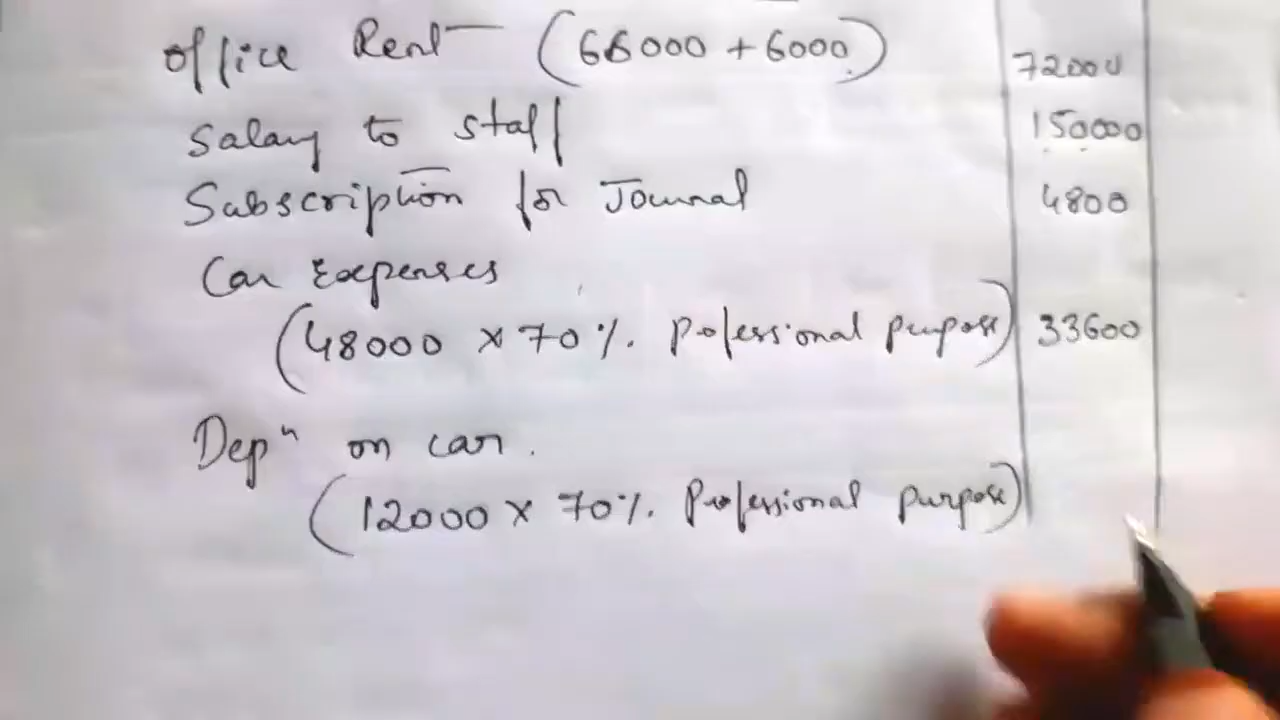 Office Rent (66000 + 6000) 72000
Salary to staff 150000
Subscription for Journal 4800
Car Expenses
(48000 x 70%. Pofessional purpose) 33600
Depⁿ on car.
(12000 x 70%. Professional purpose)